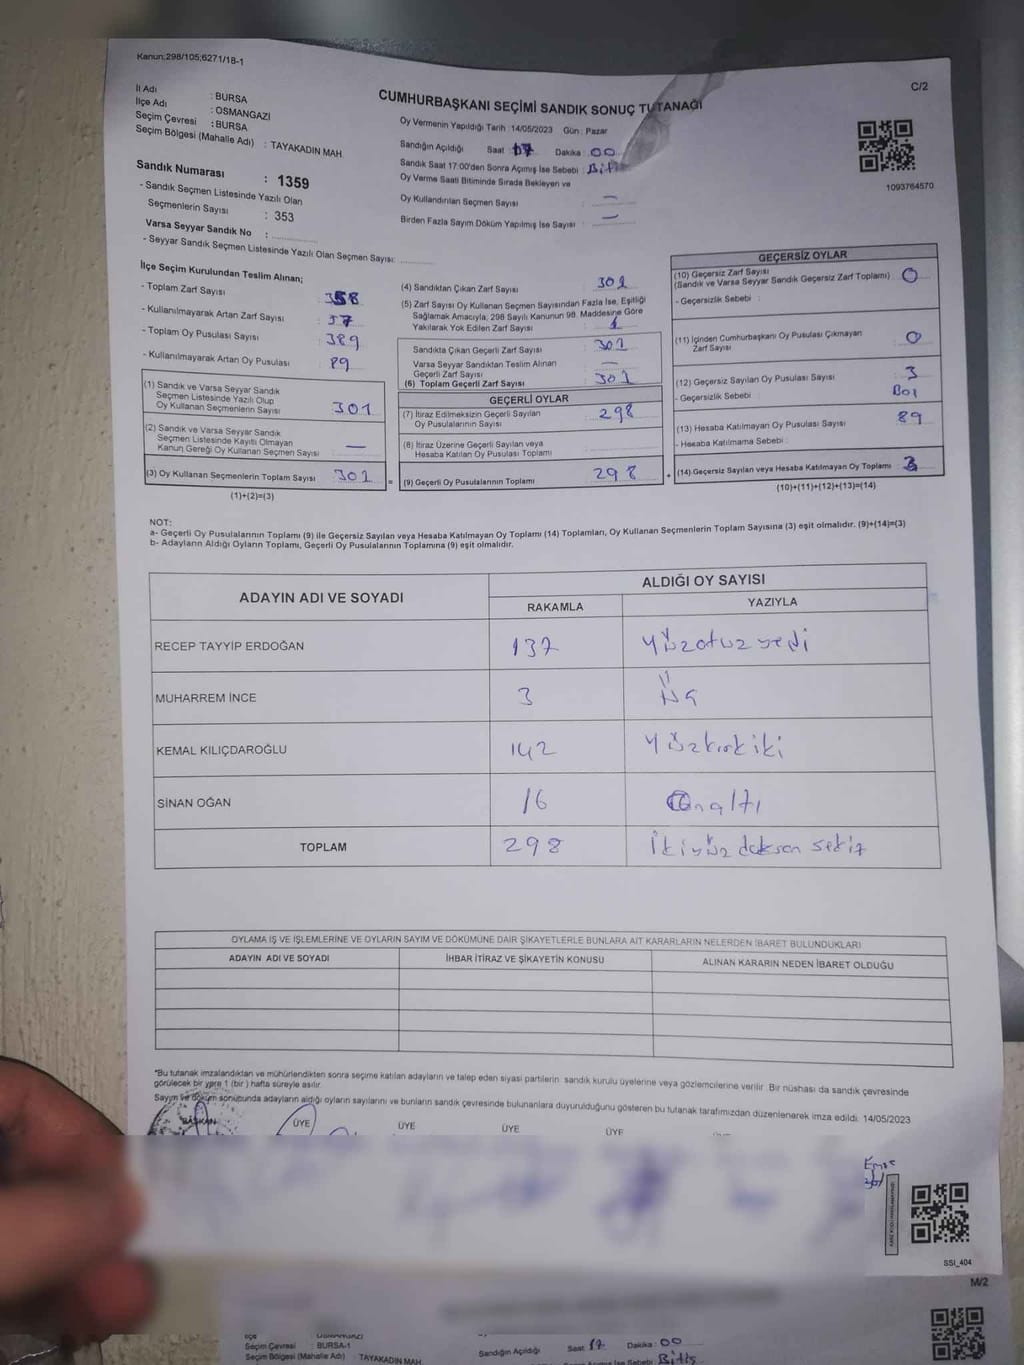 Kanun:298/105;6271/18-1
C/2
İl Adı : BURSA
İlçe Adı : OSMANGAZİ
Seçim Çevresi : BURSA
Seçim Bölgesi (Mahalle Adı) : TAYAKADIN MAH
CUMHURBAŞKANI SEÇİMİ SANDIK SONUÇ TUTANAĞI
Oy Vermenin Yapıldığı Tarih :14/05/2023 Gün : Pazar
Sandığın Açıldığı Saat 17 Dakika : 00
Sandık Saat 17:00'den Sonra Açımış İse Sebebi :
Oy Verme Saati Bitiminde Sırada Bekleyen ve
Oy Kullandırılan Seçmen Sayısı : —
Birden Fazla Sayım Döküm Yapılmış İse Sayısı : —
1093764570
Sandık Numarası : 1359
- Sandık Seçmen Listesinde Yazılı Olan
Seçmenlerin Sayısı : 353
Varsa Seyyar Sandık No :
- Seyyar Sandık Seçmen Listesinde Yazılı Olan Seçmen Sayısı:
İlçe Seçim Kurulundan Teslim Alınan;
- Toplam Zarf Sayısı : 358
- Kullanılmayarak Artan Zarf Sayısı : 57
- Toplam Oy Pusulası Sayısı : 389
- Kullanılmayarak Artan Oy Pusulası : 89
(1) Sandık ve Varsa Seyyar Sandık
Seçmen Listesinde Yazılı Olup
Oy Kullanan Seçmenlerin Sayısı : 301
(2) Sandık ve Varsa Seyyar Sandık
Seçmen Listesinde Kayıtlı Olmayan
Kanun Gereği Oy Kullanan Seçmen Sayısı : —
(3) Oy Kullanan Seçmenlerin Toplam Sayısı : 301
(1)+(2)=(3)
(4) Sandıktan Çıkan Zarf Sayısı : 301
(5) Zarf Sayısı Oy Kullanan Seçmen Sayısından Fazla İse, Eşitliği
Sağlamak Amacıyla; 298 Sayılı Kanunun 98. Maddesine Göre
Yakılarak Yok Edilen Zarf Sayısı : 1
Sandıkta Çıkan Geçerli Zarf Sayısı : 301
Varsa Seyyar Sandıktan Teslim Alınan
Geçerli Zarf Sayısı : —
(6) Toplam Geçerli Zarf Sayısı : 301
GEÇERLİ OYLAR
(7) İtiraz Edilmeksizin Geçerli Sayılan
Oy Pusulalarının Sayısı : 298
(8) İtiraz Üzerine Geçerli Sayılan veya
Hesaba Katılan Oy Pusulası Toplamı :
= (9) Geçerli Oy Pusulalarının Toplamı : 298
GEÇERSİZ OYLAR
(10) Geçersiz Zarf Sayısı
(Sandık ve Varsa Seyyar Sandık Geçersiz Zarf Toplamı) : 0
- Geçersizlik Sebebi :
(11) İçinden Cumhurbaşkanı Oy Pusulası Çıkmayan
Zarf Sayısı : 0
(12) Geçersiz Sayılan Oy Pusulası Sayısı : 3
- Geçersizlik Sebebi :
(13) Hesaba Katılmayan Oy Pusulası Sayısı : 89
- Hesaba Katılmama Sebebi :
+ (14) Geçersiz Sayılan veya Hesaba Katılmayan Oy Toplamı : 3
(10)+(11)+(12)+(13)=(14)
NOT:
a- Geçerli Oy Pusulalarının Toplamı (9) ile Geçersiz Sayılan veya Hesaba Katılmayan Oy Toplamı (14) Toplamları, Oy Kullanan Seçmenlerin Toplam Sayısına (3) eşit olmalıdır. (9)+(14)=(3)
b- Adayların Aldığı Oyların Toplamı, Geçerli Oy Pusulalarının Toplamına (9) eşit olmalıdır.
ADAYIN ADI VE SOYADI ALDIĞI OY SAYISI
RAKAMLA YAZIYLA
RECEP TAYYİP ERDOĞAN 137 Yüzotuz yedi
MUHARREM İNCE 3 Üç
KEMAL KILIÇDAROĞLU 142 Yüzkırk iki
SİNAN OĞAN 16 Onaltı
TOPLAM 298 İkiyüz doksan sekiz
OYLAMA İŞ VE İŞLEMLERİNE VE OYLARIN SAYIM VE DÖKÜMÜNE DAİR ŞİKAYETLERLE BUNLARA AİT KARARLARIN NELERDEN İBARET BULUNDUKLARI
ADAYIN ADI VE SOYADI İHBAR İTİRAZ VE ŞİKAYETİN KONUSU ALINAN KARARIN NEDEN İBARET OLDUĞU
*Bu tutanak imzalandıktan ve mühürlendikten sonra seçime katılan adayların ve talep eden siyasi partilerin sandık kurulu üyelerine veya gözlemcilerine verilir. Bir nüshası da sandık çevresinde
görülecek bir yere 1 (bir ) hafta süreyle asılır.
Sayım ve döküm sonucunda adayların aldığı oyların sayılarını ve bunların sandık çevresinde bulunanlara duyurulduğunu gösteren bu tutanak tarafımızdan düzenlenerek imza edildi. 14/05/2023
BAŞKAN ÜYE ÜYE ÜYE ÜYE
SSI_404
M/2
İlçe OSMANGAZİ
Seçim Çevresi : BURSA-1
Seçim Bölgesi (Mahalle Adı) : TAYAKADIN MAH
Sandığın Açıldığı Saat 17 Dakika : 00